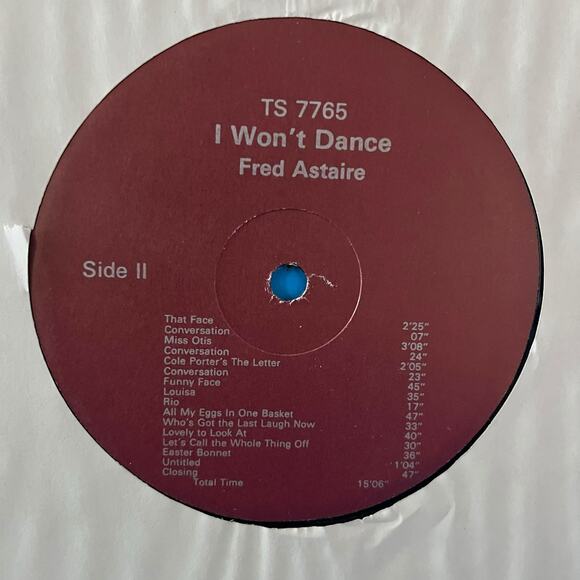 TS 7765
I Won't Dance
Fred Astaire
Side II
That Face 2'25"
Conversation 07"
Miss Otis 3'08"
Conversation 24"
Cole Porter's The Letter 2'05"
Conversation 23"
Funny Face 45"
Louisa 35"
Rio 17"
All My Eggs In One Basket 47"
Who's Got the Last Laugh Now 33"
Lovely to Look At 40"
Let's Call the Whole Thing Off 30"
Easter Bonnet 36"
Untitled 1'04"
Closing 47"
Total Time 15'06"